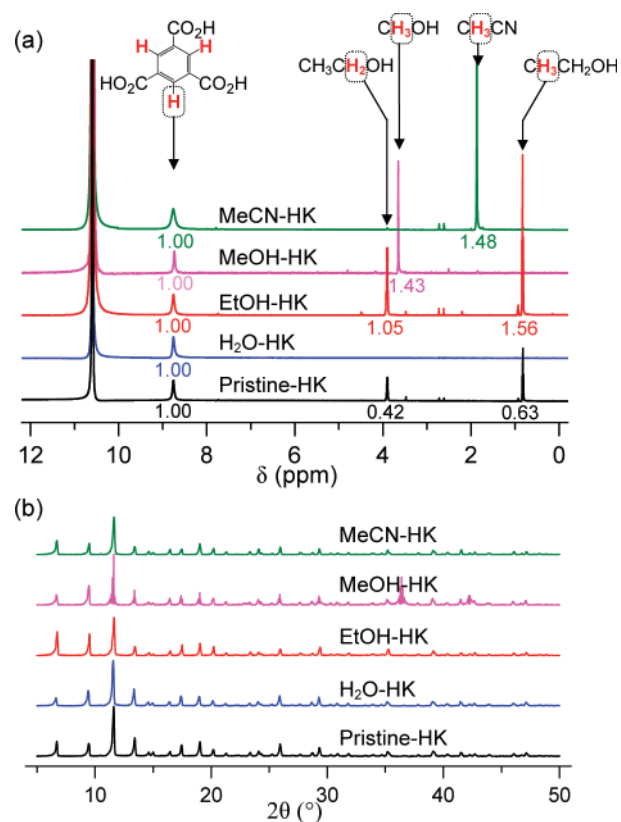 (a)
CO₂H
H
H
HO₂C
CO₂H
H
CH₃CH₂OH
CH₃OH
CH₃CN
CH₃CH₂OH
MeCN-HK
1.00
1.48
MeOH-HK
1.00
1.43
EtOH-HK
1.00
1.05
1.56
H₂O-HK
1.00
Pristine-HK
1.00
0.42
0.63
12
10
8
6
4
2
0
δ (ppm)
(b)
MeCN-HK
MeOH-HK
EtOH-HK
H₂O-HK
Pristine-HK
10
20
30
40
50
2θ (°)